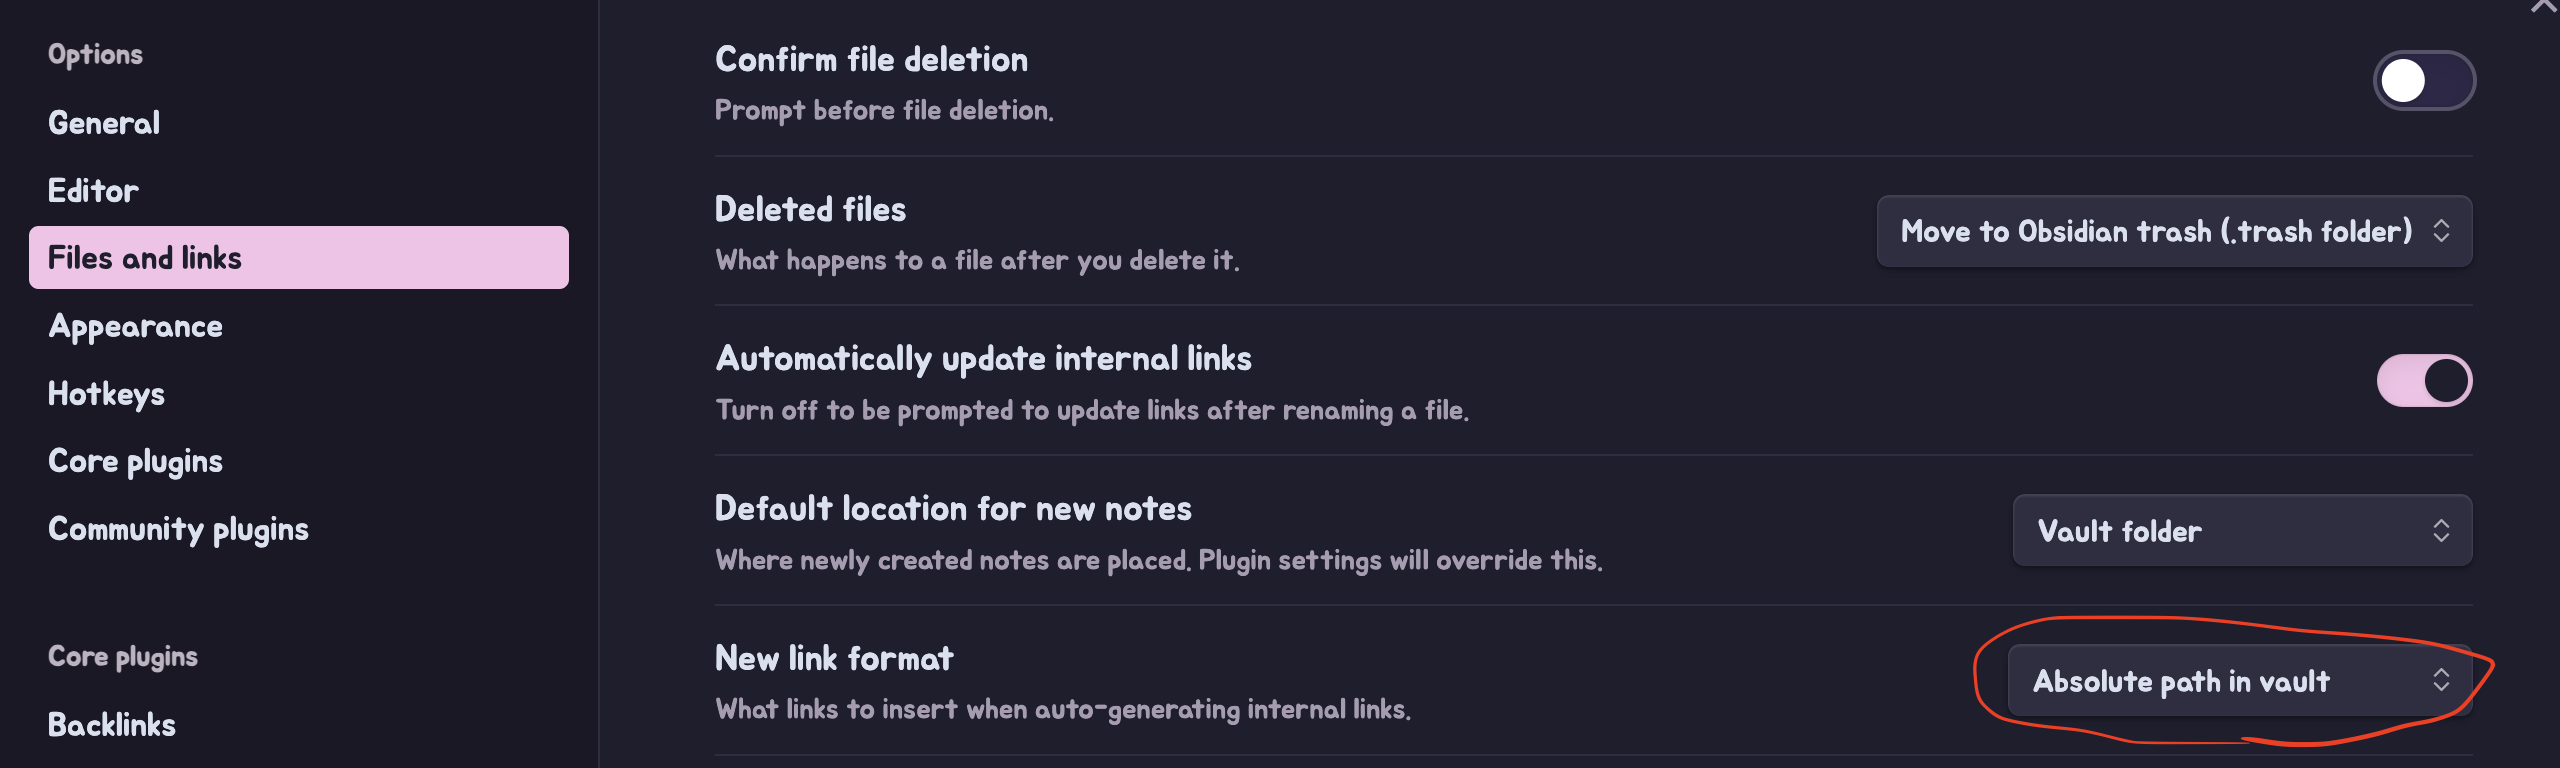 Options
General
Editor
Files and links
Appearance
Hotkeys
Core plugins
Community plugins
Core plugins
Backlinks
Confirm file deletion
Prompt before file deletion.
Deleted files
What happens to a file after you delete it.
Move to Obsidian trash (.trash folder)
Automatically update internal links
Turn off to be prompted to update links after renaming a file.
Default location for new notes
Where newly created notes are placed. Plugin settings will override this.
Vault folder
New link format
What links to insert when auto-generating internal links.
Absolute path in vault